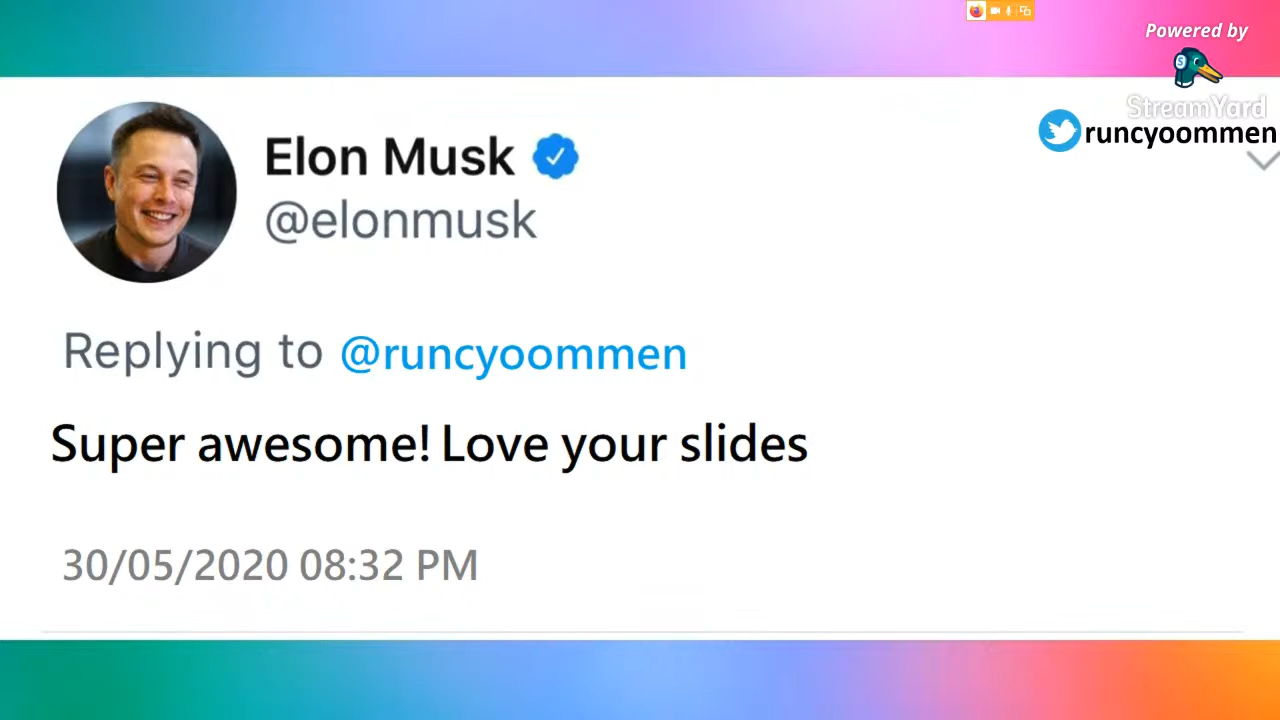 Powered by
StreamYard
runcyoommen
Elon Musk
@elonmusk
Replying to @runcyoommen
Super awesome! Love your slides
30/05/2020 08:32 PM